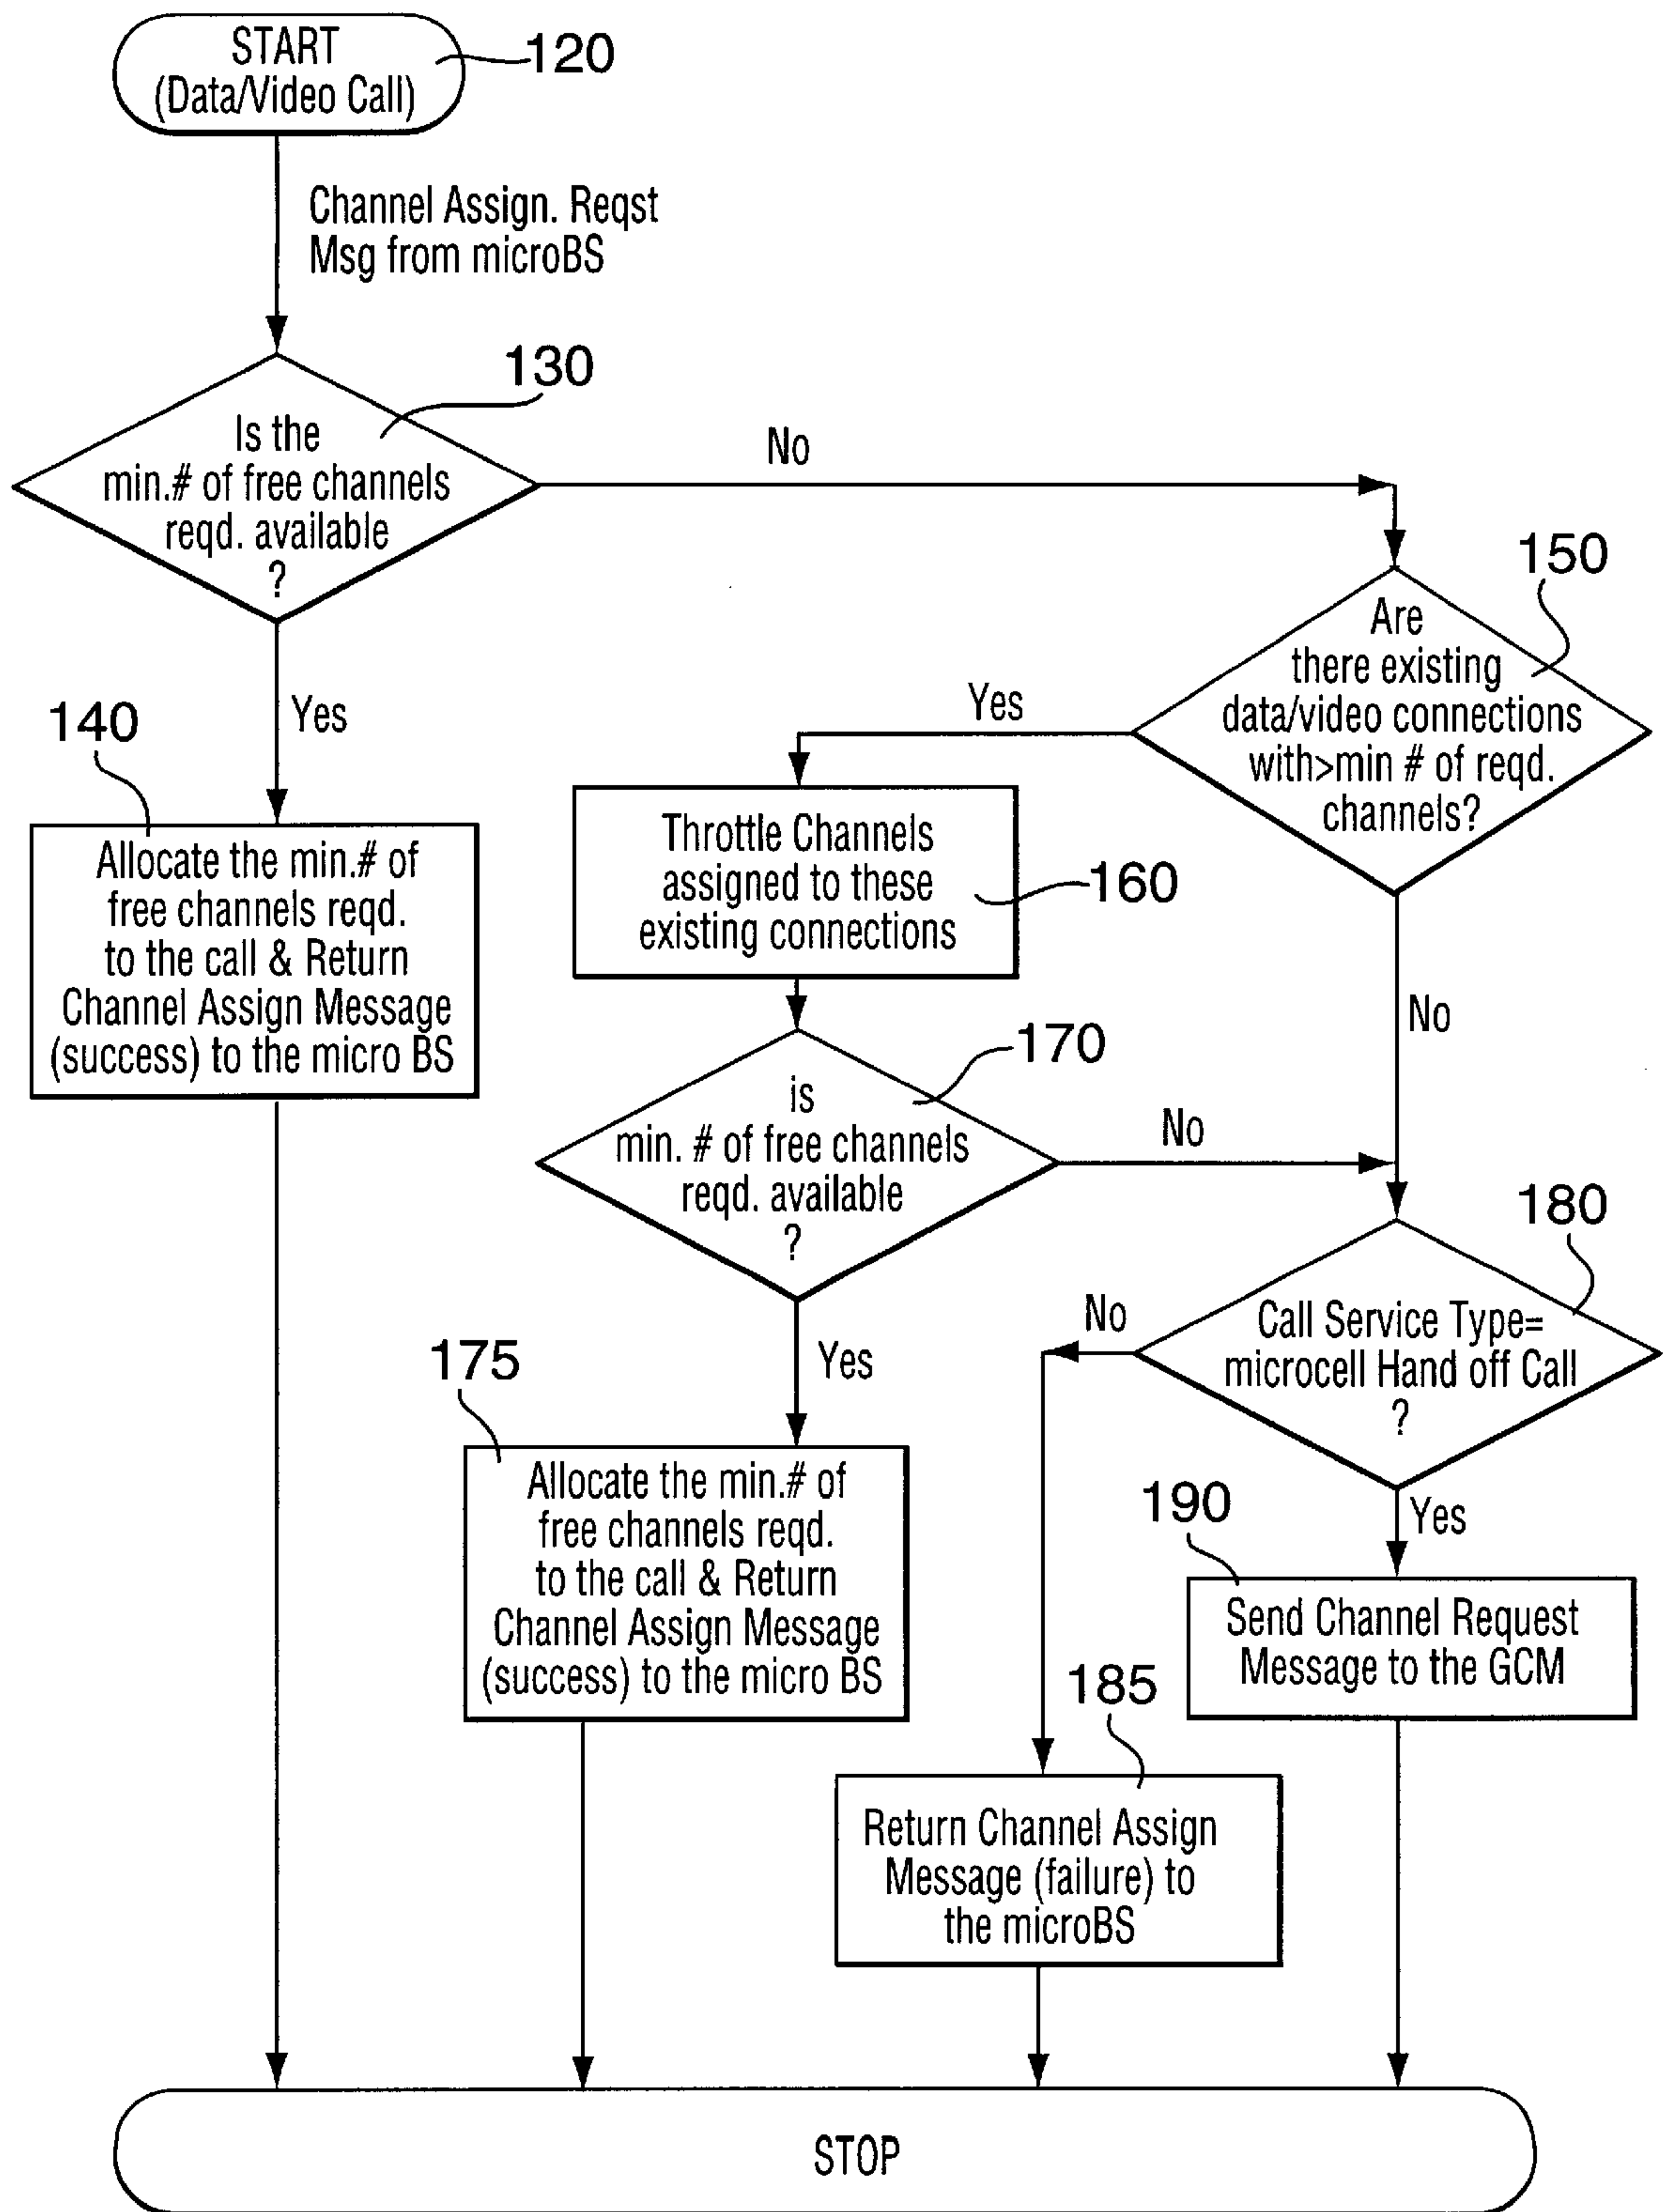 START
(Data/Video Call)
120
Channel Assign. Reqst
Msg from microBS
130
Is the
min.# of free channels
reqd. available
?
No
Yes
150
Are
there existing
data/video connections
with>min # of reqd.
channels?
Yes
No
140
Allocate the min.# of
free channels reqd.
to the call & Return
Channel Assign Message
(success) to the micro BS
Throttle Channels
assigned to these
existing connections
160
170
is
min. # of free channels
reqd. available
?
No
Yes
180
Call Service Type=
microcell Hand off Call
?
No
Yes
175
Allocate the min.# of
free channels reqd.
to the call & Return
Channel Assign Message
(success) to the micro BS
190
Send Channel Request
Message to the GCM
185
Return Channel Assign
Message (failure) to
the microBS
STOP